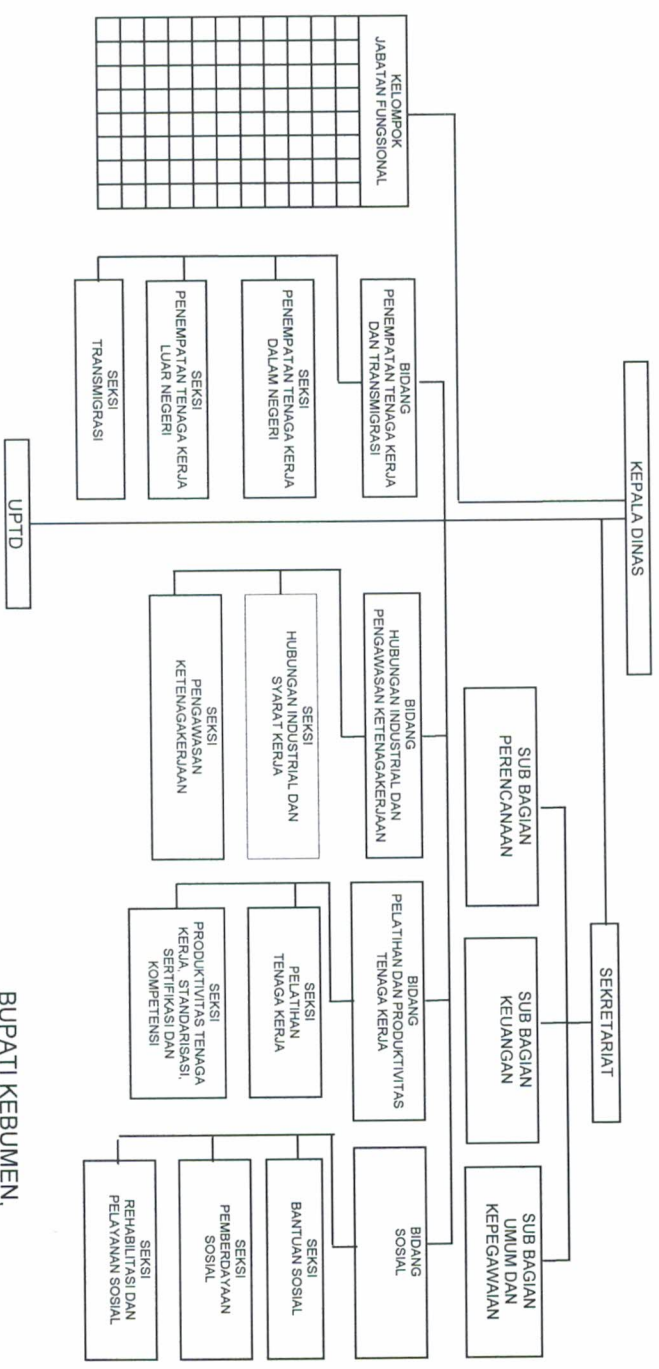 KEPALA DINAS
SEKRETARIAT
SUB BAGIAN
PERENCANAAN
SUB BAGIAN
KEUANGAN
SUB BAGIAN
UMUM DAN
KEPEGAWAIAN
KELOMPOK
JABATAN FUNGSIONAL
BIDANG
PENEMPATAN TENAGA KERJA
DAN TRANSMIGRASI
SEKSI
PENEMPATAN TENAGA KERJA
DALAM NEGERI
SEKSI
PENEMPATAN TENAGA KERJA
LUAR NEGERI
SEKSI
TRANSMIGRASI
BIDANG
HUBUNGAN INDUSTRIAL DAN
PENGAWASAN KETENAGAKERJAAN
SEKSI
HUBUNGAN INDUSTRIAL DAN
SYARAT KERJA
SEKSI
PENGAWASAN
KETENAGAKERJAAN
BIDANG
PELATIHAN DAN PRODUKTIVITAS
TENAGA KERJA
SEKSI
PELATIHAN
TENAGA KERJA
SEKSI
PRODUKTIVITAS TENAGA
KERJA, STANDARISASI,
SERTIFIKASI DAN
KOMPETENSI
BIDANG
SOSIAL
SEKSI
BANTUAN SOSIAL
SEKSI
PEMBERDAYAAN
SOSIAL
SEKSI
REHABILITASI DAN
PELAYANAN SOSIAL
UPTD
BUPATI KEBUMEN,